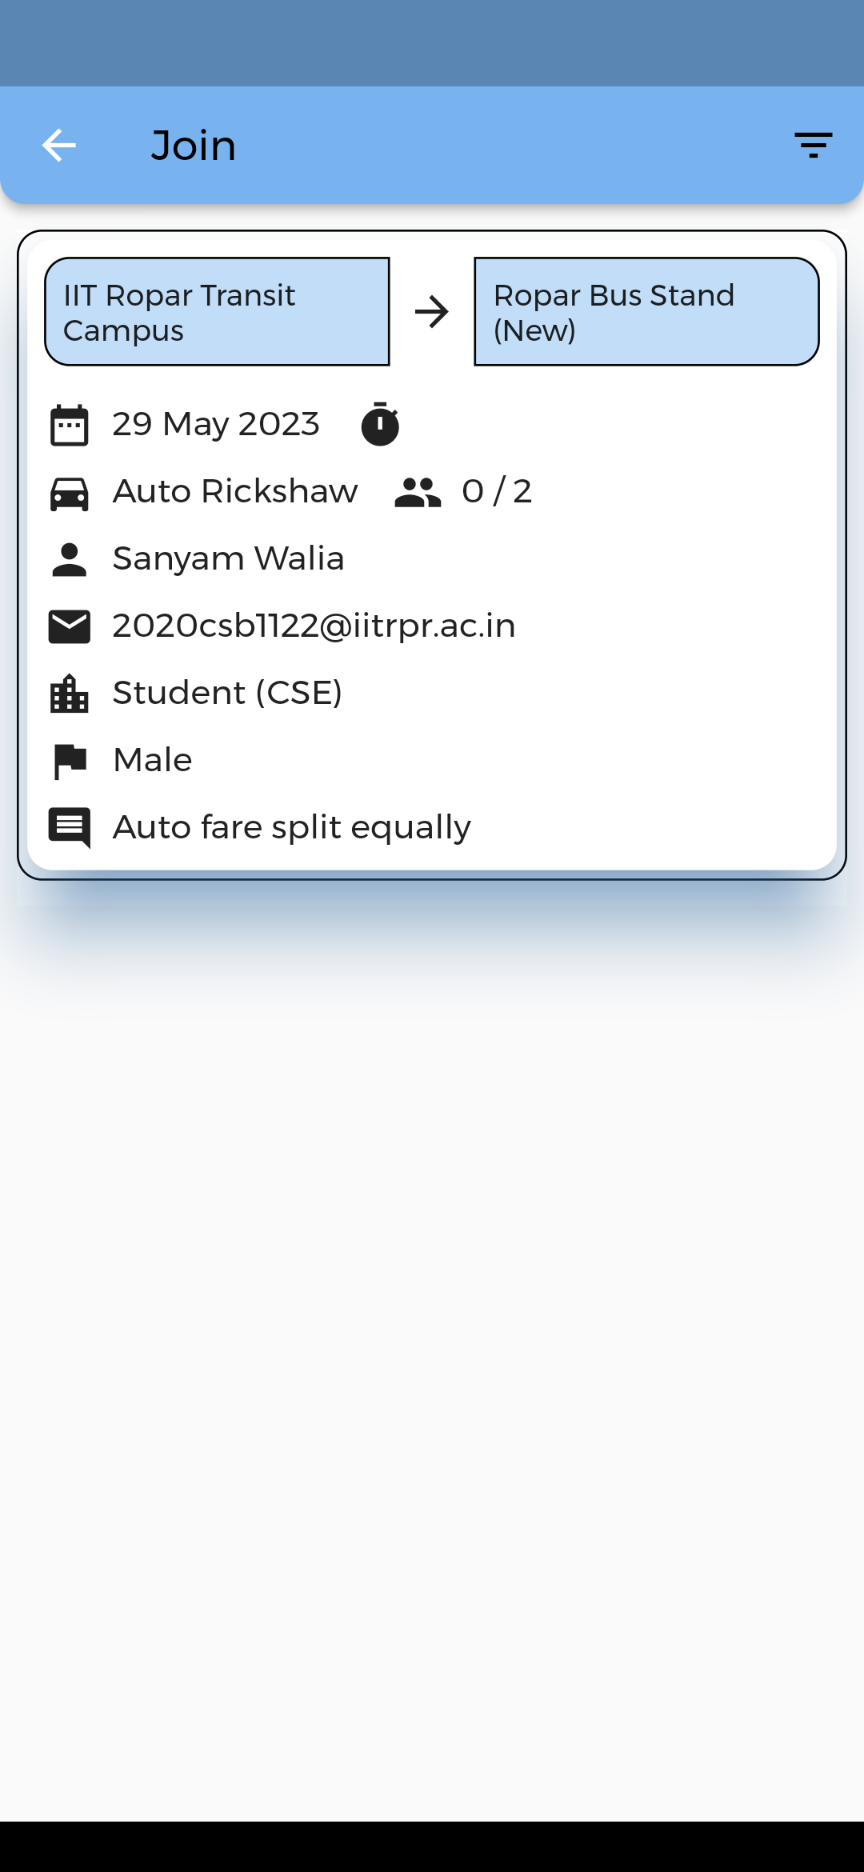 Join
IIT Ropar Transit
Campus
Ropar Bus Stand
(New)
29 May 2023
Auto Rickshaw 0 / 2
Sanyam Walia
2020csb1122@iitrpr.ac.in
Student (CSE)
Male
Auto fare split equally